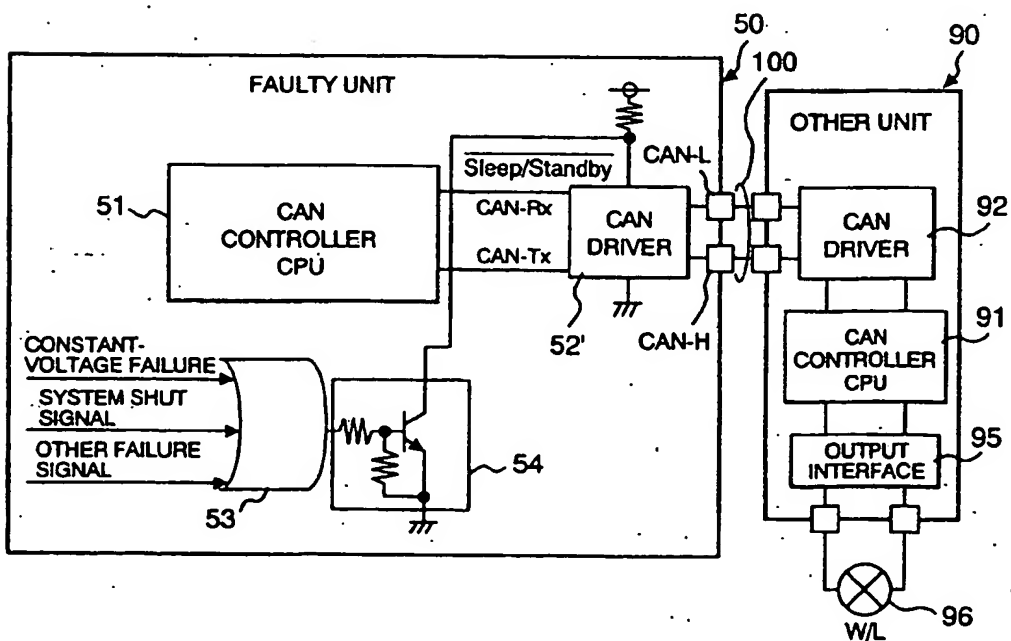 50
90
100
FAULTY UNIT
OTHER UNIT
Sleep/Standby
CAN-L
51
CAN
CONTROLLER
CPU
CAN-Rx
CAN-Tx
CAN
DRIVER
CAN
DRIVER
92
52'
CAN-H
91
CAN
CONTROLLER
CPU
CONSTANT-
VOLTAGE FAILURE
SYSTEM SHUT
SIGNAL
OTHER FAILURE
SIGNAL
53
54
OUTPUT
INTERFACE
95
96
W/L